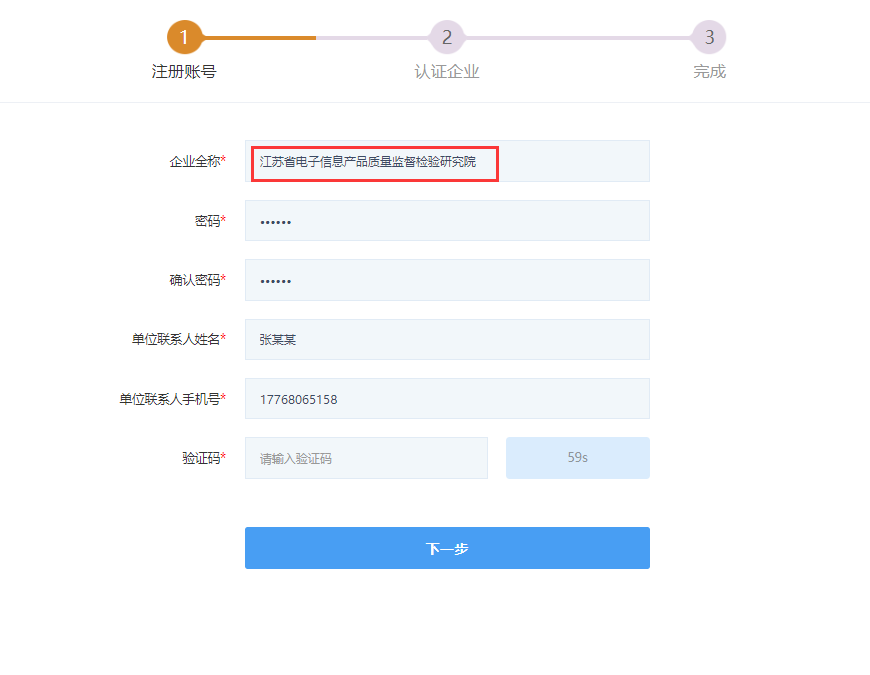 1 2 3
注册账号 认证企业 完成
企业全称* 江苏省电子信息产品质量监督检验研究院
密码* ••••••
确认密码* ••••••
单位联系人姓名* 张某某
单位联系人手机号* 17768065158
验证码* 请输入验证码 59s
下一步